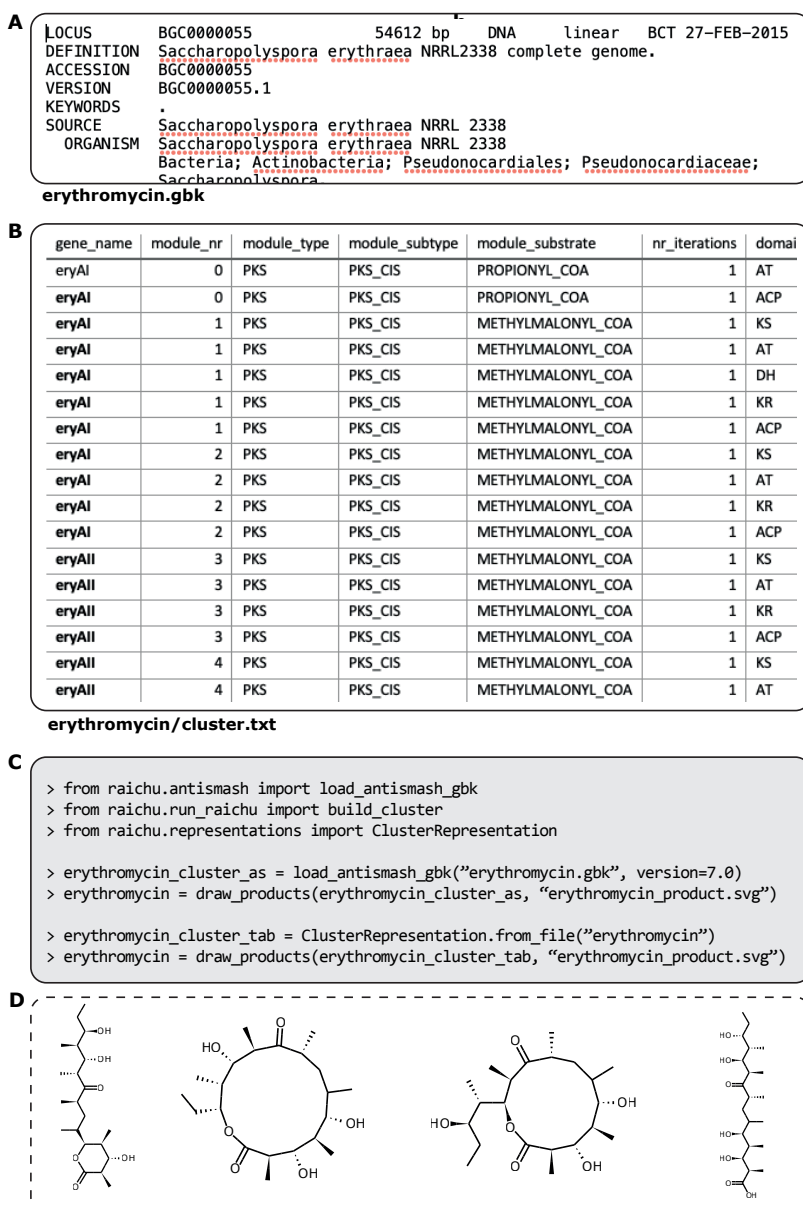 A
LOCUS BGC0000055 54612 bp DNA linear BCT 27-FEB-2015
DEFINITION Saccharopolyspora erythraea NRRL2338 complete genome.
ACCESSION BGC0000055
VERSION BGC0000055.1
KEYWORDS .
SOURCE Saccharopolyspora erythraea NRRL 2338
ORGANISM Saccharopolyspora erythraea NRRL 2338
Bacteria; Actinobacteria; Pseudonocardiales; Pseudonocardiaceae;
Saccharopolyspora.
erythromycin.gbk
B
gene_name module_nr module_type module_subtype module_substrate nr_iterations domai
eryAI 0 PKS PKS_CIS PROPIONYL_COA 1 AT
eryAI 0 PKS PKS_CIS PROPIONYL_COA 1 ACP
eryAI 1 PKS PKS_CIS METHYLMALONYL_COA 1 KS
eryAI 1 PKS PKS_CIS METHYLMALONYL_COA 1 AT
eryAI 1 PKS PKS_CIS METHYLMALONYL_COA 1 DH
eryAI 1 PKS PKS_CIS METHYLMALONYL_COA 1 KR
eryAI 1 PKS PKS_CIS METHYLMALONYL_COA 1 ACP
eryAI 2 PKS PKS_CIS METHYLMALONYL_COA 1 KS
eryAI 2 PKS PKS_CIS METHYLMALONYL_COA 1 AT
eryAI 2 PKS PKS_CIS METHYLMALONYL_COA 1 KR
eryAI 2 PKS PKS_CIS METHYLMALONYL_COA 1 ACP
eryAII 3 PKS PKS_CIS METHYLMALONYL_COA 1 KS
eryAII 3 PKS PKS_CIS METHYLMALONYL_COA 1 AT
eryAII 3 PKS PKS_CIS METHYLMALONYL_COA 1 KR
eryAII 3 PKS PKS_CIS METHYLMALONYL_COA 1 ACP
eryAII 4 PKS PKS_CIS METHYLMALONYL_COA 1 KS
eryAII 4 PKS PKS_CIS METHYLMALONYL_COA 1 AT
erythromycin/cluster.txt
C
> from raichu.antismash import load_antismash_gbk
> from raichu.run_raichu import build_cluster
> from raichu.representations import ClusterRepresentation
> erythromycin_cluster_as = load_antismash_gbk(”erythromycin.gbk”, version=7.0)
> erythromycin = draw_products(erythromycin_cluster_as, “erythromycin_product.svg”)
> erythromycin_cluster_tab = ClusterRepresentation.from_file(”erythromycin”)
> erythromycin = draw_products(erythromycin_cluster_tab, “erythromycin_product.svg”)
D
OH
OH
O
O
OH
O
O
HO
OH
O
O
OH
O
HO
OH
O
O
OH
HO
HO
O
HO
HO
O
OH